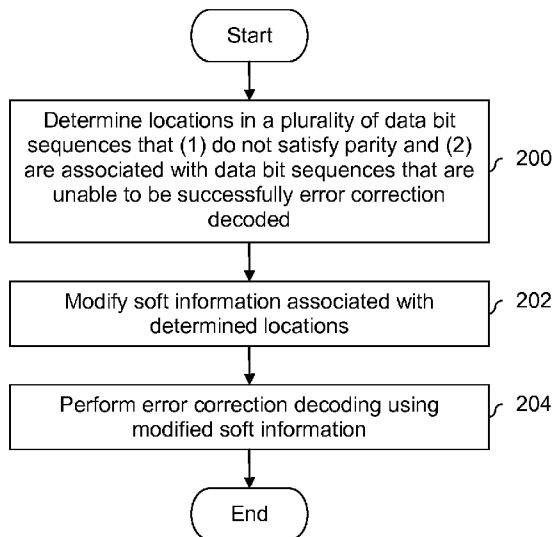 Start
Determine locations in a plurality of data bit
sequences that (1) do not satisfy parity and (2)
are associated with data bit sequences that are
unable to be successfully error correction
decoded
200
Modify soft information associated with
determined locations
202
Perform error correction decoding using
modified soft information
204
End